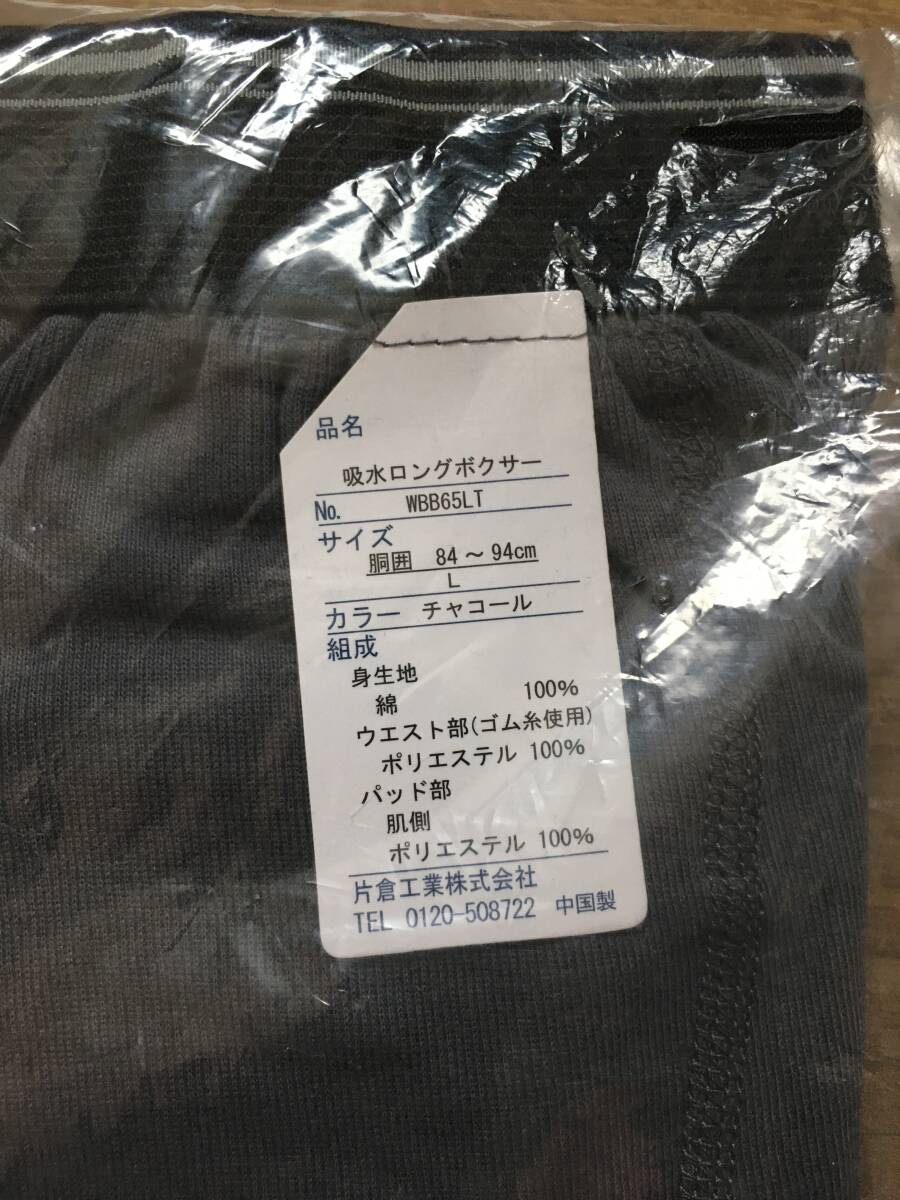 品名
吸水ロングボクサー
No. WBB65LT
サイズ
胴囲 84～94cm
L
カラー チャコール
組成
身生地
綿 100%
ウエスト部(ゴム糸使用)
ポリエステル 100%
パッド部
肌側
ポリエステル 100%
片倉工業株式会社
TEL 0120-508722 中国製